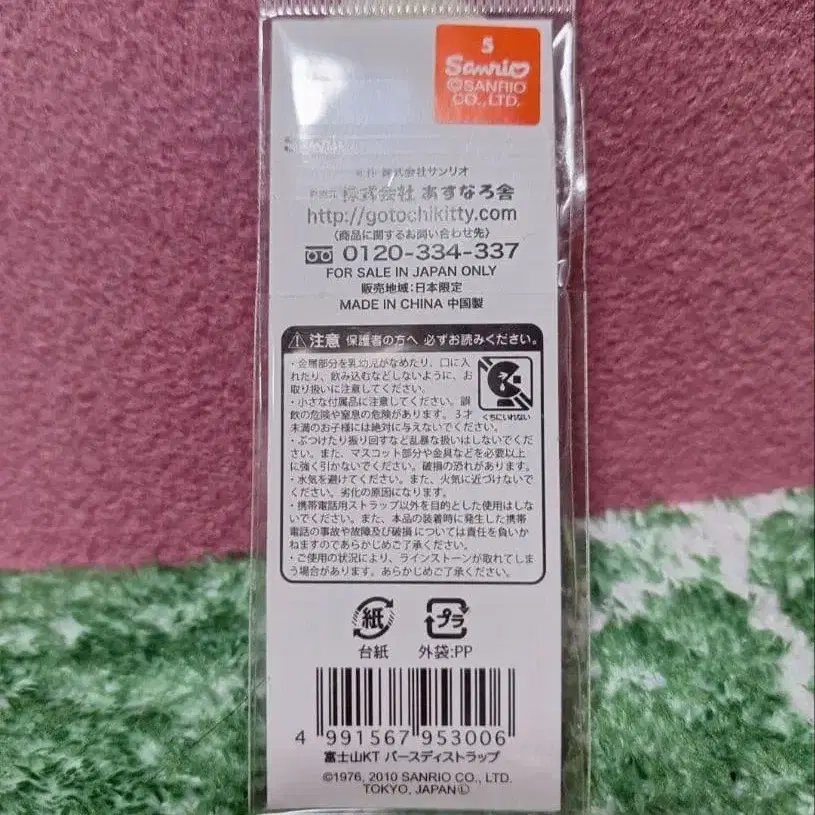 5
Sanrio
©SANRIO
CO.,LTD.
株式会社サンリオ
株式会社 あすなろ舎
http://gotochikitty.com
〈商品に関するお問い合わせ先〉
0120-334-337
FOR SALE IN JAPAN ONLY
販売地域:日本限定
MADE IN CHINA 中国製
注意 保護者の方へ 必ずお読みください。
・金属部分を乳幼児がなめたり、口に入
れたり、飲み込むなどしないように、お
取り扱いに注意してください。
くちにいれない
・小さな付属品に注意してください。誤
飲の危険や窒息の危険があります。3才
未満のお子様には絶対に与えないでください。
・ぶつけたり振り回すなど乱暴な扱いはしないでくだ
さい。また、マスコット部分や金具などを必要以上
に強く引かないでください。破損の恐れがあります。
・水気を避けてください。また、火気に近づけないで
ください。劣化の原因になります。
・携帯電話用ストラップ以外を目的とした使用はしな
いでください。また、本品の装着時に発生した携帯
電話の事故や故障及び破損については責任を負いか
ねますのであらかじめご了承ください。
・ご使用の状況により、ラインストーンが取れてしま
う場合があります。あらかじめご了承ください。
紙 プラ
台紙 外袋:PP
4 991567 953006
富士山KT バースディストラップ
©1976, 2010 SANRIO CO., LTD.
TOKYO, JAPAN Ⓛ